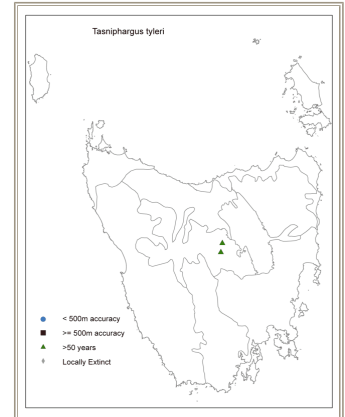 Tasniphargus tyleri
< 500m accuracy
>= 500m accuracy
>50 years
Locally Extinct